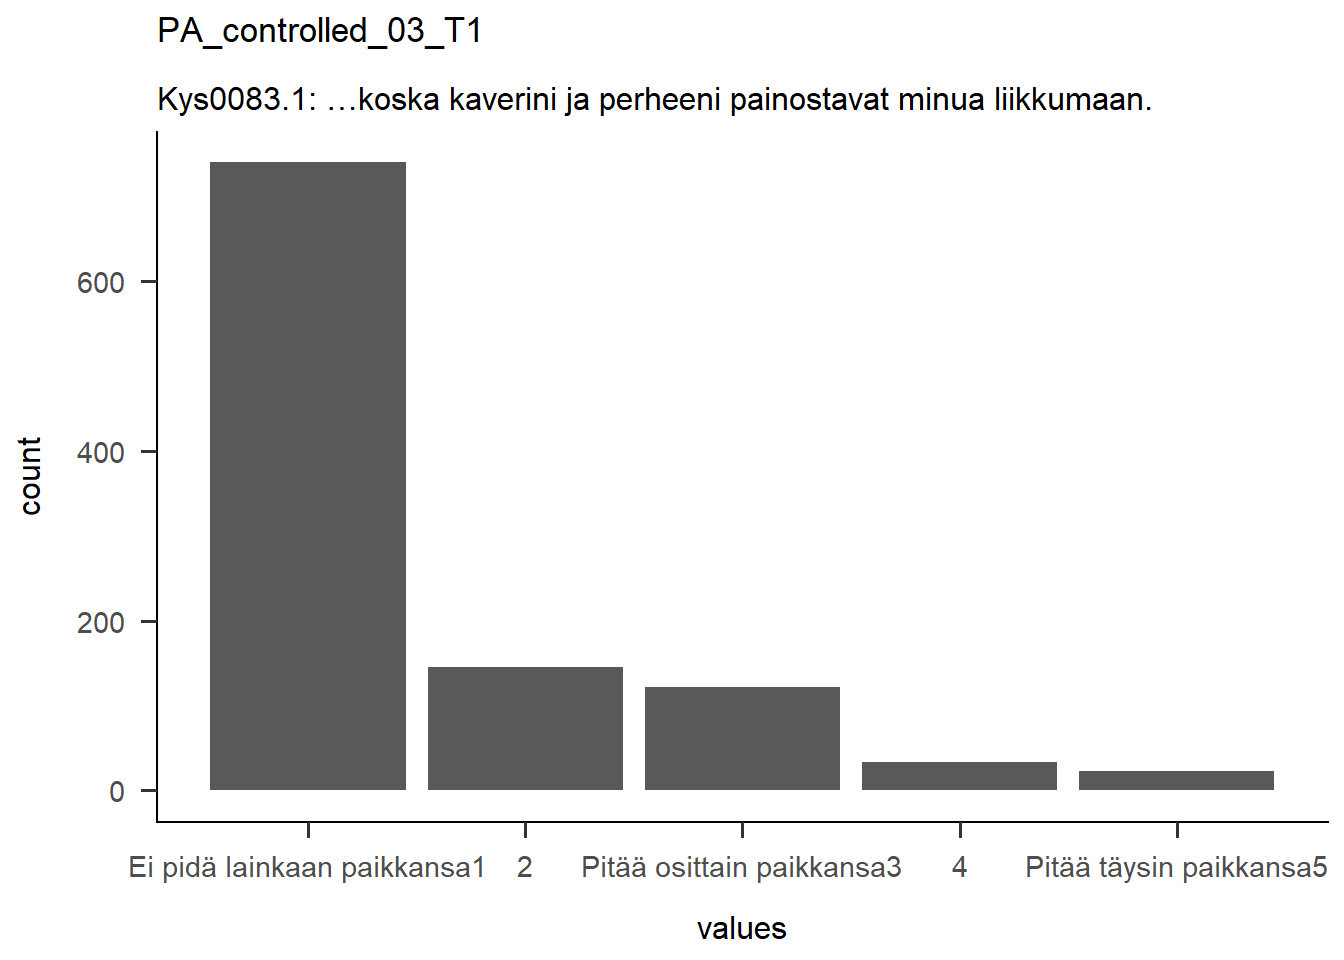 PA_controlled_03_T1
Kys0083.1: …koska kaverini ja perheeni painostavat minua liikkumaan.
count
600
400
200
0
Ei pidä lainkaan paikkansa1 2 Pitää osittain paikkansa3 4 Pitää täysin paikkansa5
values